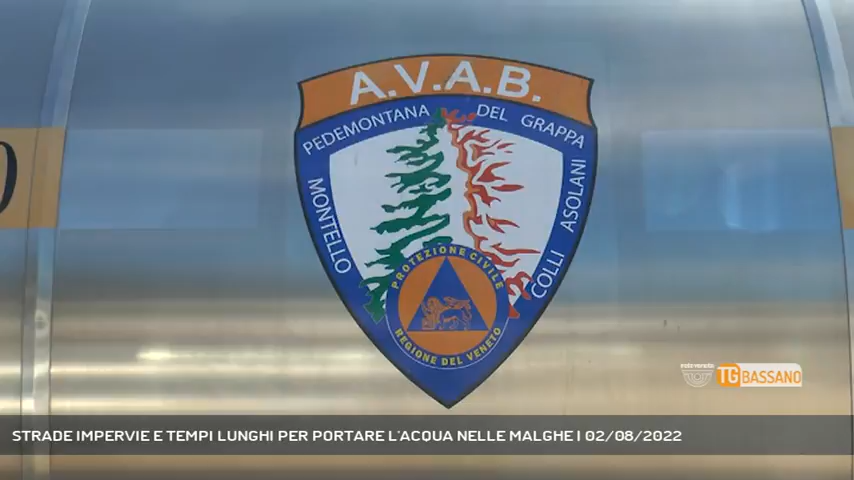 A.V.A.B.
PEDEMONTANA DEL GRAPPA
MONTELLO
COLLI ASOLANI
PROTEZIONE CIVILE
REGIONE DEL VENETO
TG BASSANO
STRADE IMPERVIE E TEMPI LUNGHI PER PORTARE L'ACQUA NELLE MALGHE | 02/08/2022